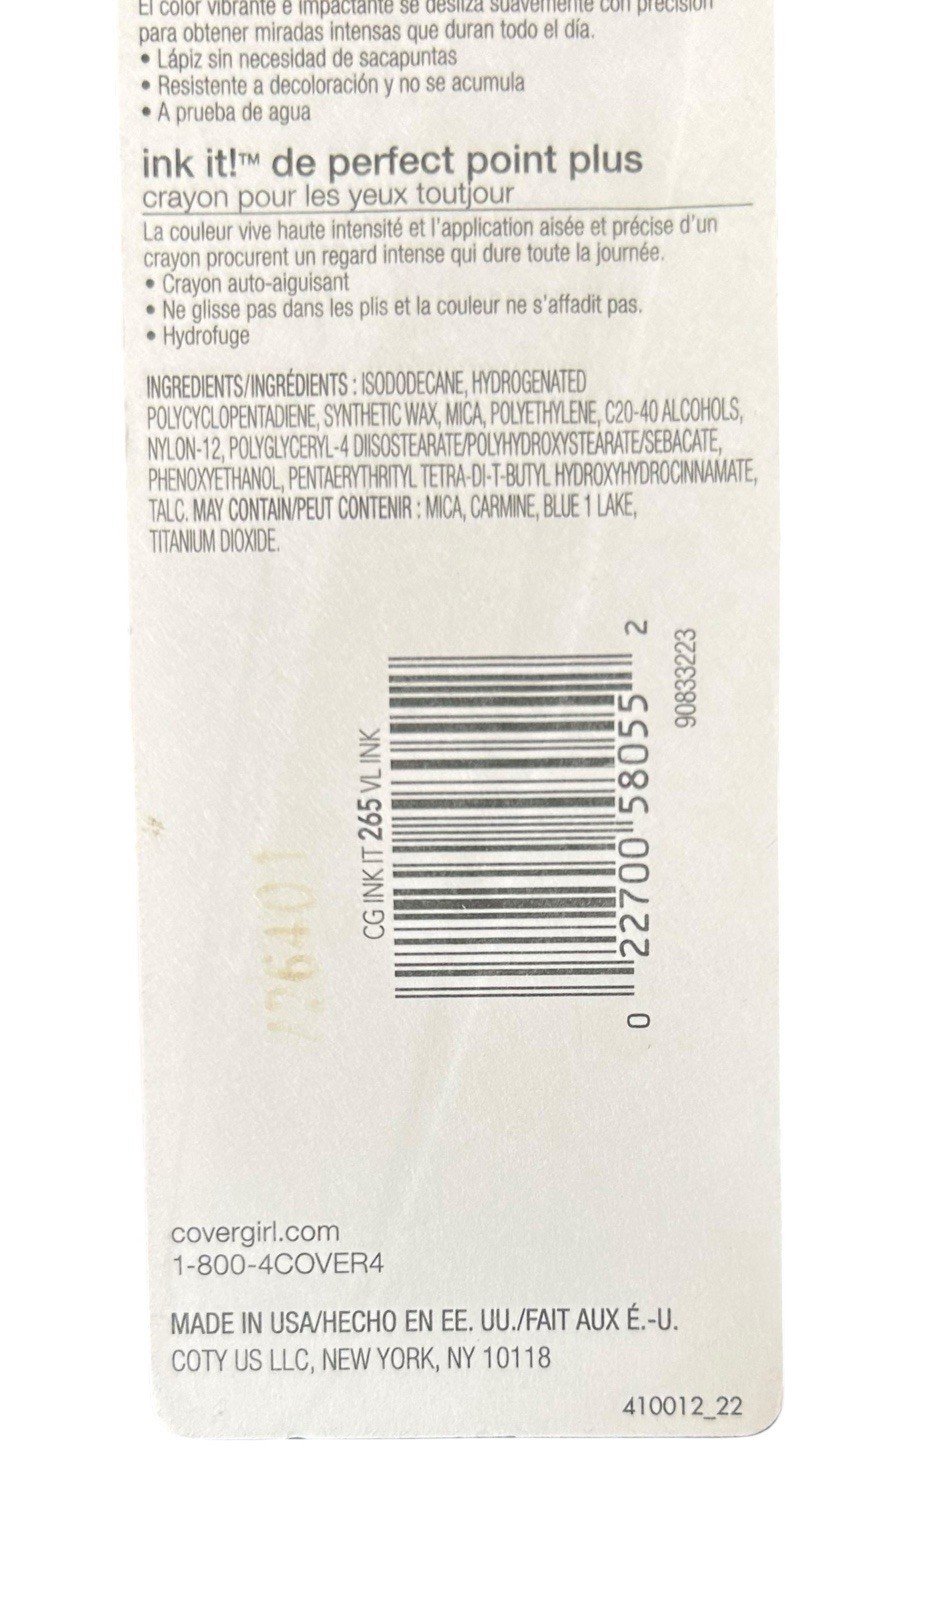 El color vibrante e impactante se desliza suavemente con precisión
para obtener miradas intensas que duran todo el día.
• Lápiz sin necesidad de sacapuntas
• Resistente a decoloración y no se acumula
• A prueba de agua
ink it!™ de perfect point plus
crayon pour les yeux toutjour
La couleur vive haute intensité et l'application aisée et précise d'un
crayon procurent un regard intense qui dure toute la journée.
• Crayon auto-aiguisant
• Ne glisse pas dans les plis et la couleur ne s'affadit pas.
• Hydrofuge
INGREDIENTS/INGRÉDIENTS : ISODODECANE, HYDROGENATED
POLYCYCLOPENTADIENE, SYNTHETIC WAX, MICA, POLYETHYLENE, C20-40 ALCOHOLS,
NYLON-12, POLYGLYCERYL-4 DIISOSTEARATE/POLYHYDROXYSTEARATE/SEBACATE,
PHENOXYETHANOL, PENTAERYTHRITYL TETRA-DI-T-BUTYL HYDROXYHYDROCINNAMATE,
TALC. MAY CONTAIN/PEUT CONTENIR : MICA, CARMINE, BLUE 1 LAKE,
TITANIUM DIOXIDE.
CG INK IT 265 VL INK
0 22700 58055 2
90833223
covergirl.com
1-800-4COVER4
MADE IN USA/HECHO EN EE. UU./FAIT AUX É.-U.
COTY US LLC, NEW YORK, NY 10118
410012_22